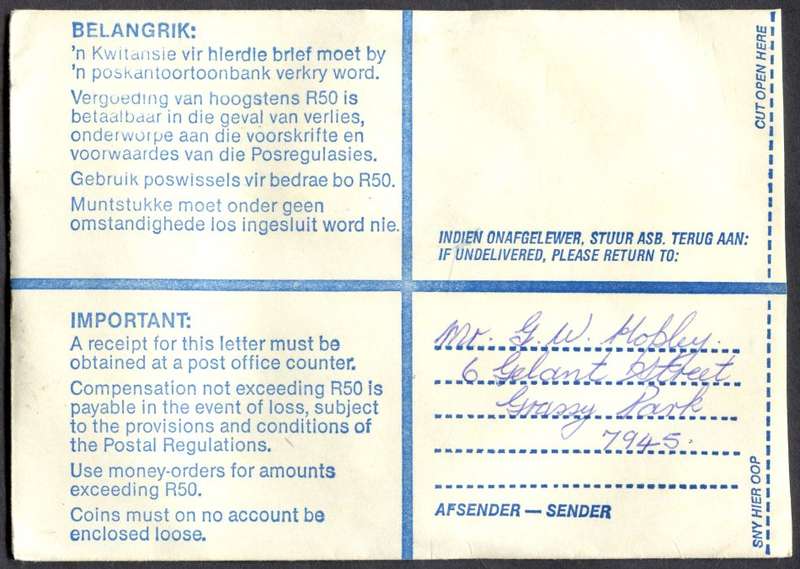 BELANGRIK:
'n Kwitansie vir hierdie brief moet by
'n poskantoortoonbank verkry word.
Vergoeding van hoogstens R50 is
betaalbaar in die geval van verlies,
onderworpe aan die voorskrifte en
voorwaardes van die Posregulasies.
Gebruik poswissels vir bedrae bo R50.
Muntstukke moet onder geen
omstandighede los ingesluit word nie.
CUT OPEN HERE
INDIEN ONAFGELEWER, STUUR ASB. TERUG AAN:
IF UNDELIVERED, PLEASE RETURN TO:
IMPORTANT:
A receipt for this letter must be
obtained at a post office counter.
Compensation not exceeding R50 is
payable in the event of loss, subject
to the provisions and conditions of
the Postal Regulations.
Use money-orders for amounts
exceeding R50.
Coins must on no account be
enclosed loose.
Mr. G. W. Hobley.
6 Gelant Street
Grassy Park
7945.
AFSENDER — SENDER
SNY HIER OOP